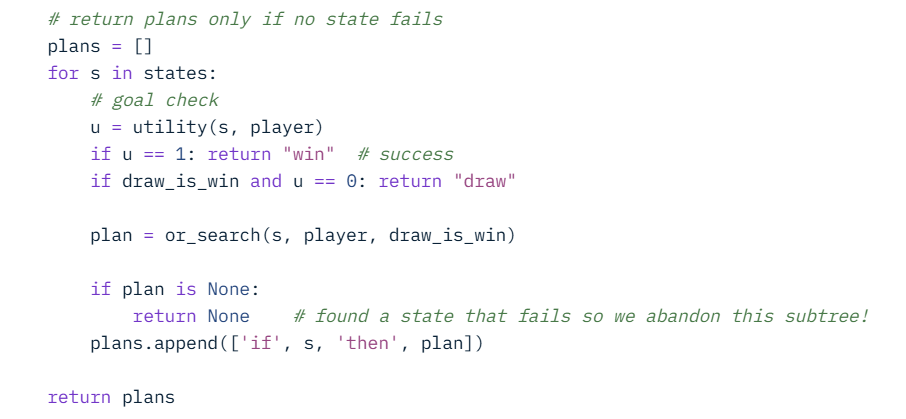 # return plans only if no state fails
plans = []
for s in states:
    # goal check
    u = utility(s, player)
    if u == 1: return "win"  # success
    if draw_is_win and u == 0: return "draw"

    plan = or_search(s, player, draw_is_win)

    if plan is None:
        return None    # found a state that fails so we abandon this subtree!
    plans.append(['if', s, 'then', plan])

return plans